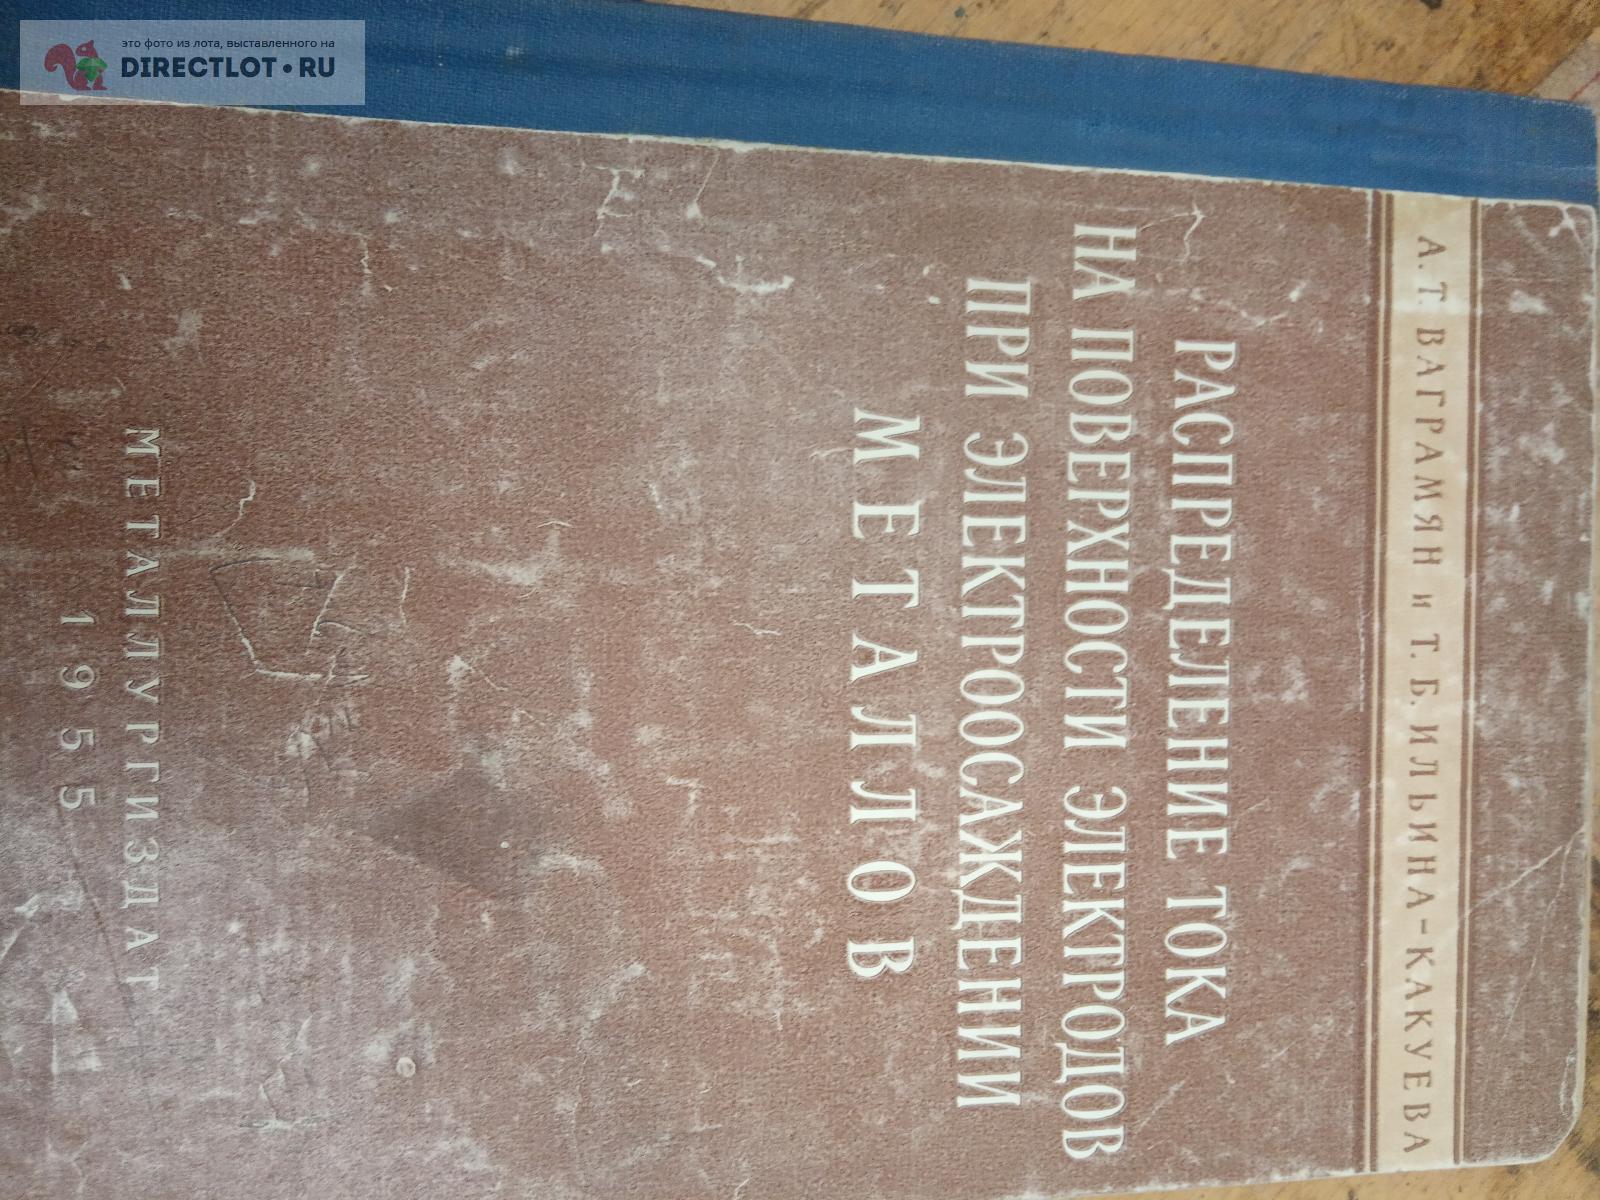 это фото из лота, выставленного на
DIRECTLOT•RU
А. Т. ВАГРАМЯН и Т. Б. ИЛЬИНА-КАКУЕВА
РАСПРЕДЕЛЕНИЕ ТОКА
НА ПОВЕРХНОСТИ ЭЛЕКТРОДОВ
ПРИ ЭЛЕКТРООСАЖДЕНИИ
МЕТАЛЛОВ
МЕТАЛЛУРГИЗДАТ
1955